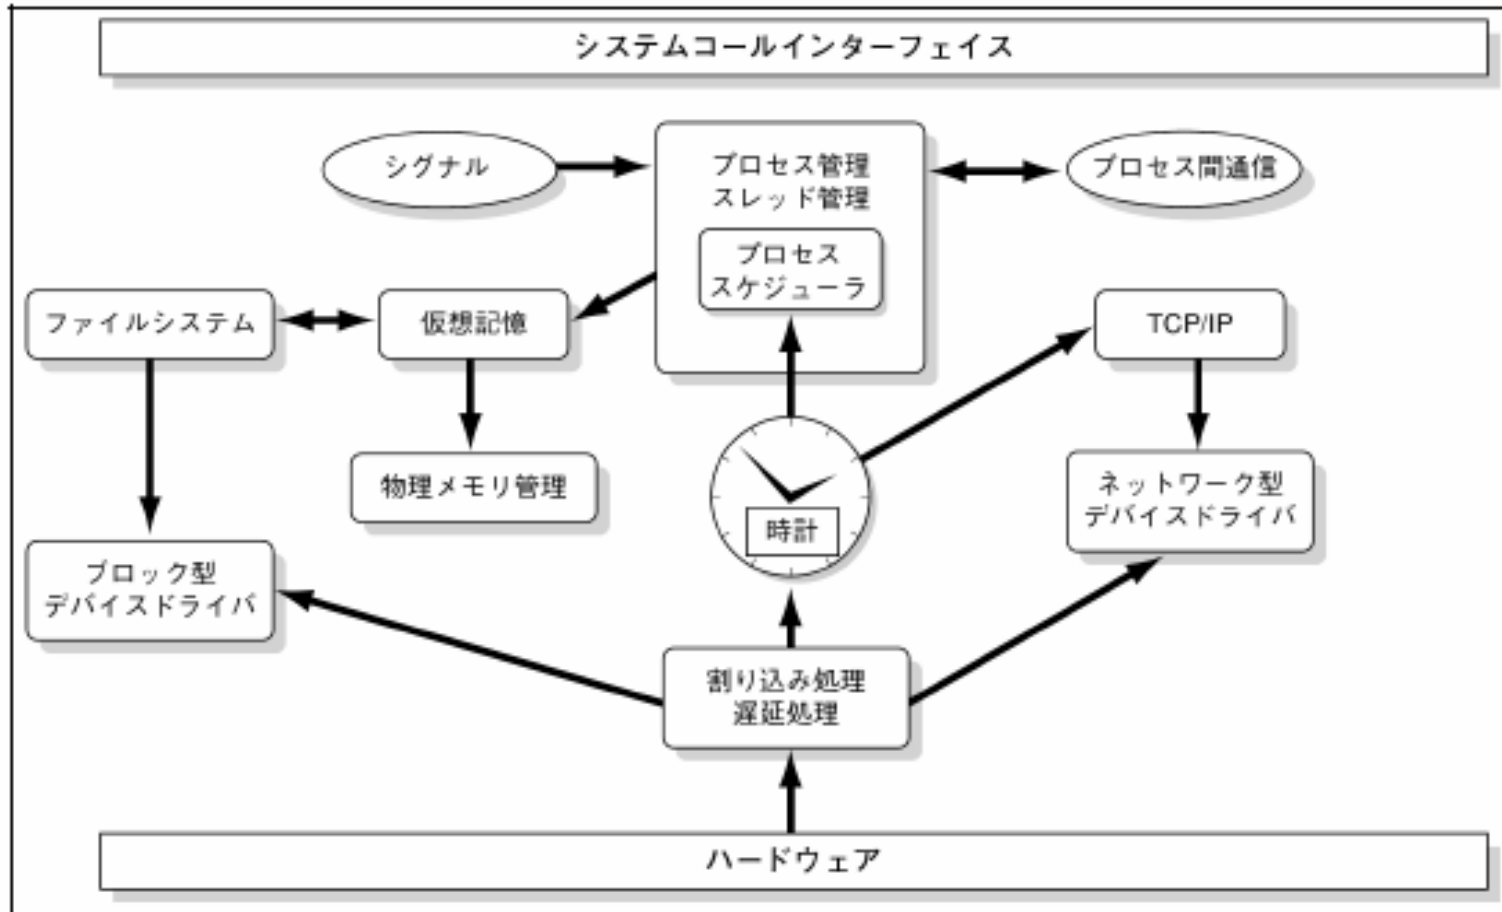 システムコールインターフェイス
シグナル
プロセス管理
スレッド管理
プロセス間通信
プロセス
スケジューラ
ファイルシステム
仮想記憶
TCP/IP
物理メモリ管理
時計
ネットワーク型
デバイスドライバ
ブロック型
デバイスドライバ
割り込み処理
遅延処理
ハードウェア